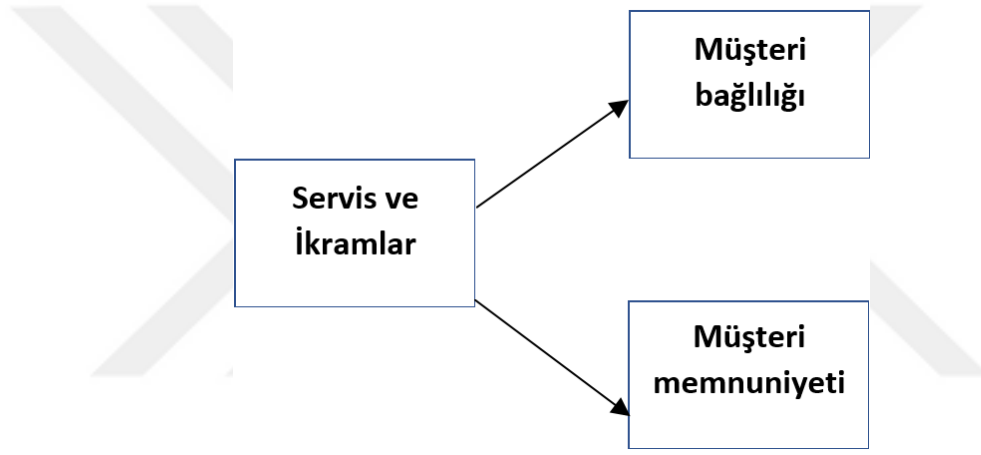 Müşteri
bağlılığı
Servis ve
İkramlar
Müşteri
memnuniyeti